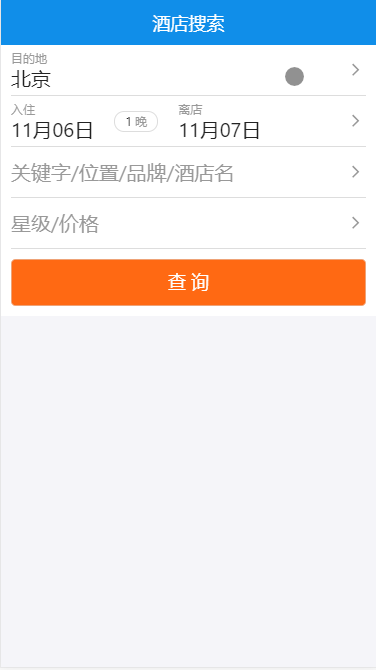 酒店搜索
目的地
北京
入住
离店
11月06日
1 晚
11月07日
关键字/位置/品牌/酒店名
星级/价格
查 询